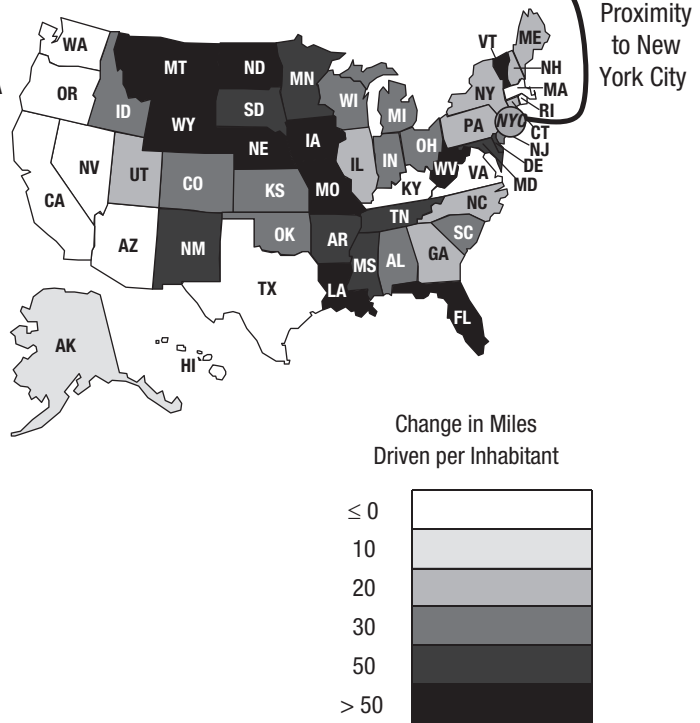 Proximity
to New
York City
WA
MT
ND
MN
VT
ME
NH
MA
RI
CT
NJ
DE
MD
OR
ID
SD
WI
MI
NY
NYC
PA
WY
IA
NE
OH
IL
IN
WV
VA
NV
UT
CO
KS
MO
KY
CA
NC
TN
OK
AR
SC
AZ
NM
MS
AL
GA
TX
LA
FL
AK
HI
Change in Miles
Driven per Inhabitant
≤ 0
10
20
30
50
> 50